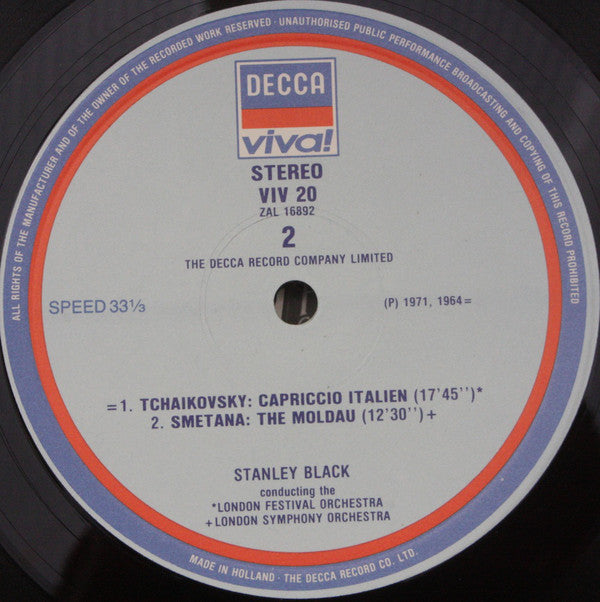 ALL RIGHTS OF THE MANUFACTURER AND OF THE OWNER OF THE RECORDED WORK RESERVED · UNAUTHORISED PUBLIC PERFORMANCE BROADCASTING AND COPYING OF THIS RECORD PROHIBITED
DECCA
viva!
STEREO
VIV 20
ZAL 16892
2
THE DECCA RECORD COMPANY LIMITED
SPEED 33⅓
(P) 1971, 1964=
=1. TCHAIKOVSKY: CAPRICCIO ITALIEN (17'45'')*
2. SMETANA: THE MOLDAU (12'30'')+
STANLEY BLACK
conducting the
*LONDON FESTIVAL ORCHESTRA
+LONDON SYMPHONY ORCHESTRA
MADE IN HOLLAND · THE DECCA RECORD CO. LTD.